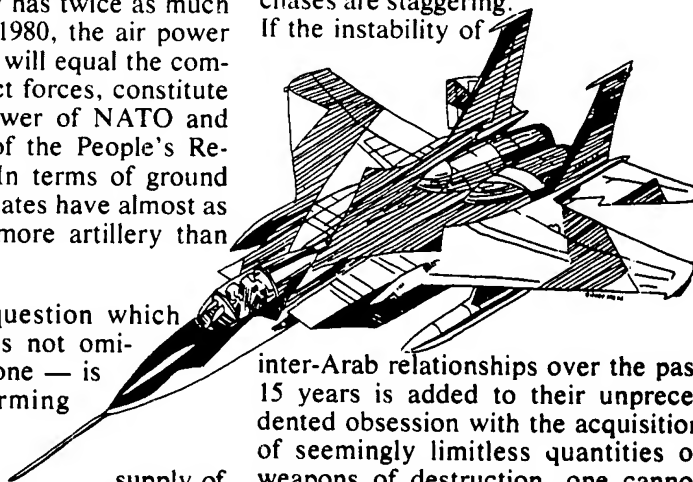 has twice as much
1980, the air power
will equal the com-
ct forces, constitute
wer of NATO and
of the People's Re-
In terms of ground
ates have almost as
more artillery than
question which
s not omi-
one — is
rming
supply of
chases are staggering.
If the instability of
inter-Arab relationships over the pas
15 years is added to their unprece-
dented obsession with the acquisition
of seemingly limitless quantities o
weapons of destruction, one canno